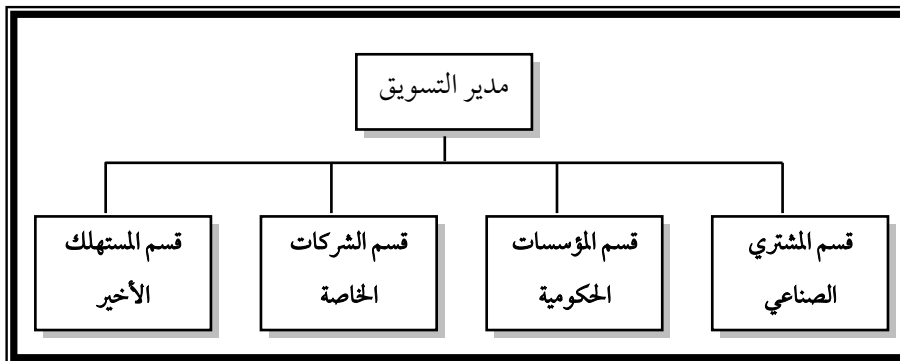 مدير التسويق
قسم المشتري
الصناعي
قسم المؤسسات
الحكومية
قسم الشركات
الخاصة
قسم المستهلك
الأخير